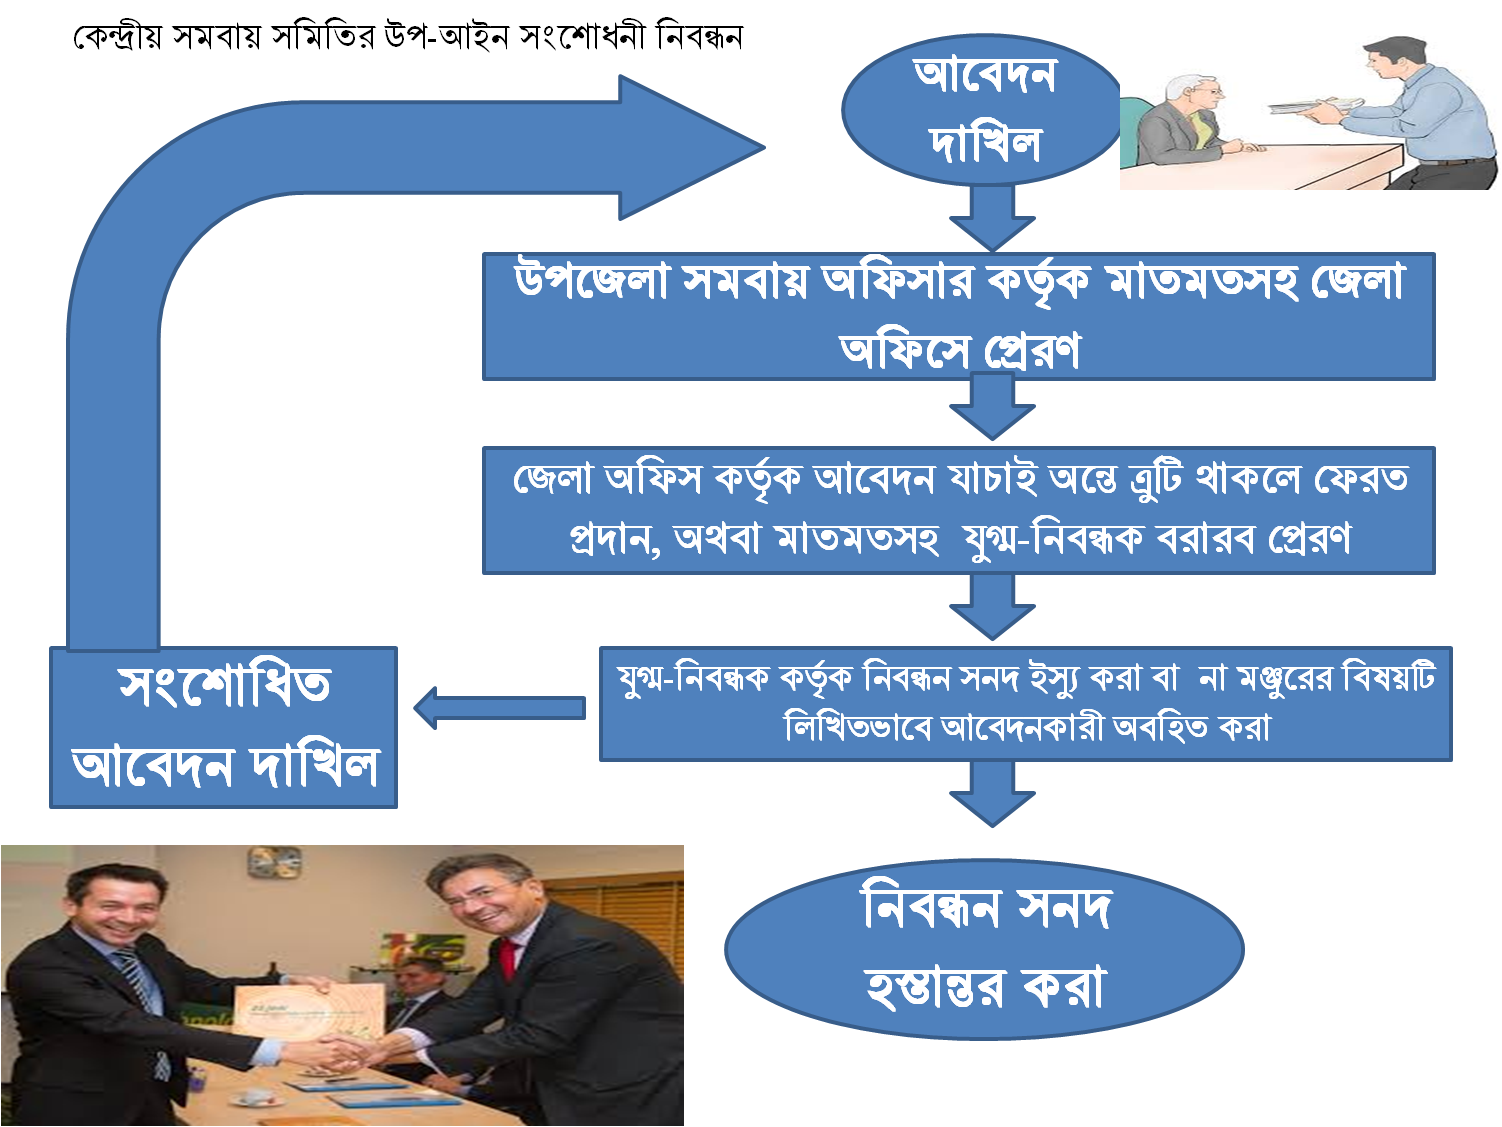 কেন্দ্রীয় সমবায় সমিতির উপ-আইন সংশোধনী নিবন্ধন
আবেদন
দাখিল
উপজেলা সমবায় অফিসার কর্তৃক মাতমতসহ জেলা
অফিসে প্রেরণ
জেলা অফিস কর্তৃক আবেদন যাচাই অন্তে ত্রুটি থাকলে ফেরত
প্রদান, অথবা মাতমতসহ যুগ্ম-নিবন্ধক বরারব প্রেরণ
যুগ্ম-নিবন্ধক কর্তৃক নিবন্ধন সনদ ইস্যু করা বা না মঞ্জুরের বিষয়টি
লিখিতভাবে আবেদনকারী অবহিত করা
সংশোধিত
আবেদন দাখিল
নিবন্ধন সনদ
হস্তান্তর করা